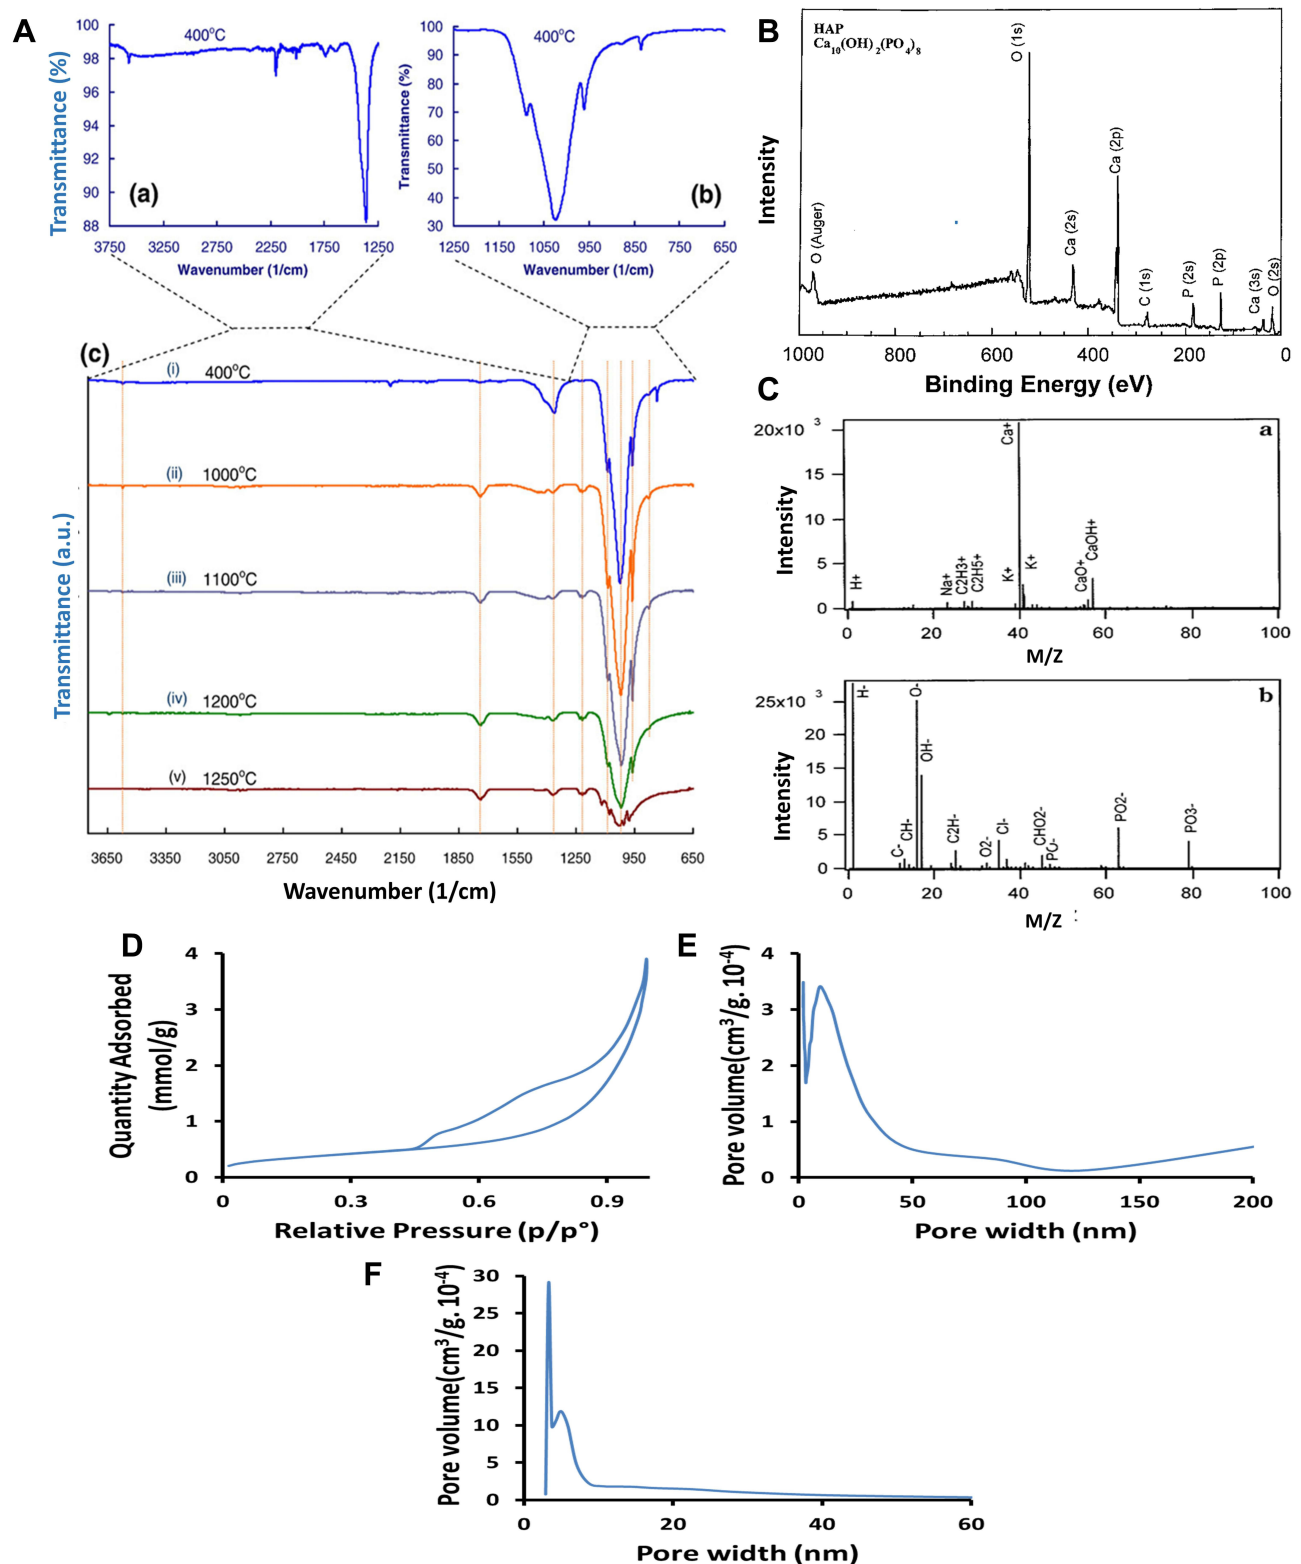 A
100
98
96
94
92
90
88
Transmittance (%)
400°C
(a)
3750 3250 2750 2250 1750 1250
Wavenumber (1/cm)
100
90
80
70
60
50
40
30
Transmittance (%)
400°C
(b)
1250 1150 1050 950 850 750 650
Wavenumber (1/cm)
(c)
(i) 400°C
(ii) 1000°C
(iii) 1100°C
(iv) 1200°C
(v) 1250°C
Transmittance (a.u.)
3650 3350 3050 2750 2450 2150 1850 1550 1250 950 650
Wavenumber (1/cm)
B
HAP
Ca10(OH)2(PO4)8
Intensity
O (Auger)
O (1s)
Ca (2s)
Ca (2p)
C (1s)
P (2s)
P (2p)
Ca (3s)
O (2s)
1000 800 600 400 200 0
Binding Energy (eV)
C
a
20x10 3
15
10
5
0
Intensity
H+
Na+
C2H3+
C2H5+
K+
Ca+
K+
CaO+
CaOH+
0 20 40 60 80 100
M/Z
b
25x10 3
20
15
10
5
0
Intensity
H-
C-
CH-
O-
OH-
C2H-
O2-
Cl-
CHO2-
PO-
PO2-
PO3-
0 20 40 60 80 100
M/Z :
D
4
3
2
1
0
Quantity Adsorbed
(mmol/g)
0 0.3 0.6 0.9
Relative Pressure (p/p°)
E
4
3
2
1
0
Pore volume(cm³/g. 10⁻⁴)
0 50 100 150 200
Pore width (nm)
F
30
25
20
15
10
5
0
Pore volume(cm³/g. 10⁻⁴)
0 20 40 60
Pore width (nm)